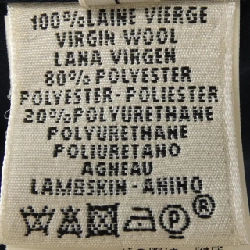 100%LAINE VIERGE
VIRGIN WOOL
LANA VIRGEN
80% POLYESTER
POLYESTER-POLIESTER
20% POLYURETHANE
POLYURETHANE
POLIURETANO
AGNEAU
LAMBSKIN-ANINO
P ®